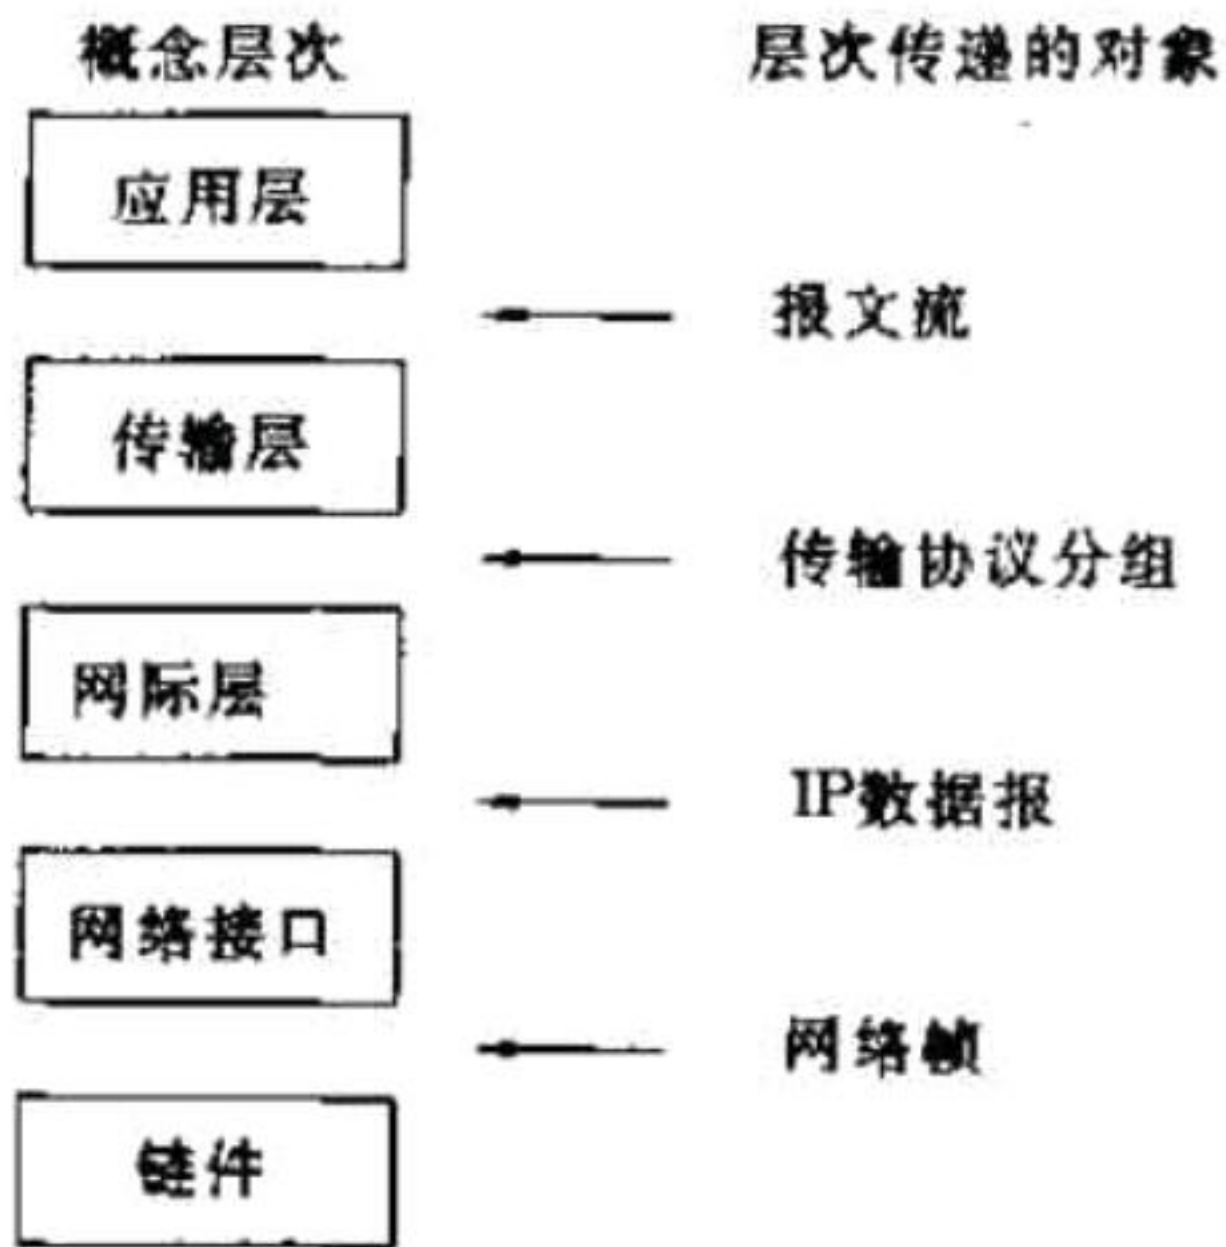 概念层次 层次传递的对象
应用层
报文流
传输层
传输协议分组
网际层
IP数据报
网络接口
网络帧
链件